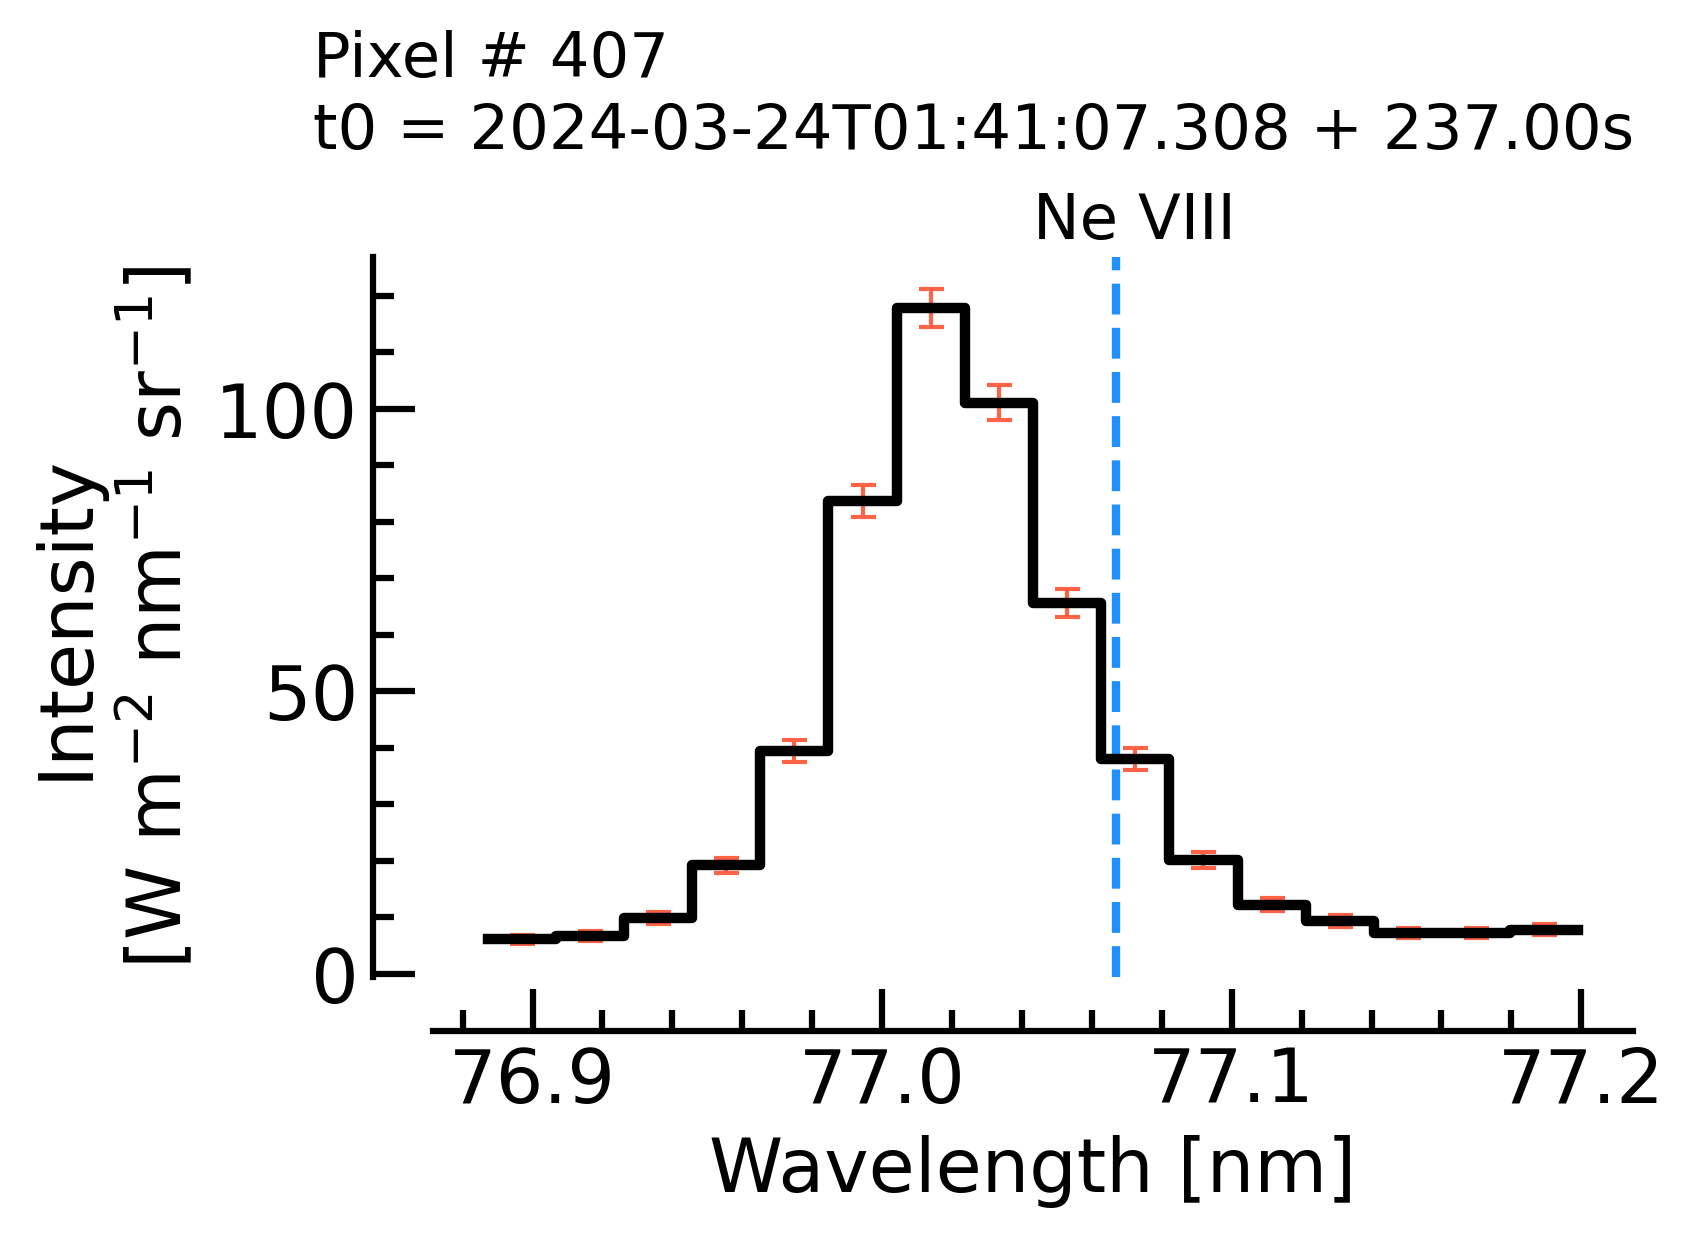 Pixel # 407
t0 = 2024-03-24T01:41:07.308 + 237.00s
Ne VIII
Intensity
[W m⁻² nm⁻¹ sr⁻¹]
100
50
0
76.9 77.0 77.1 77.2
Wavelength [nm]